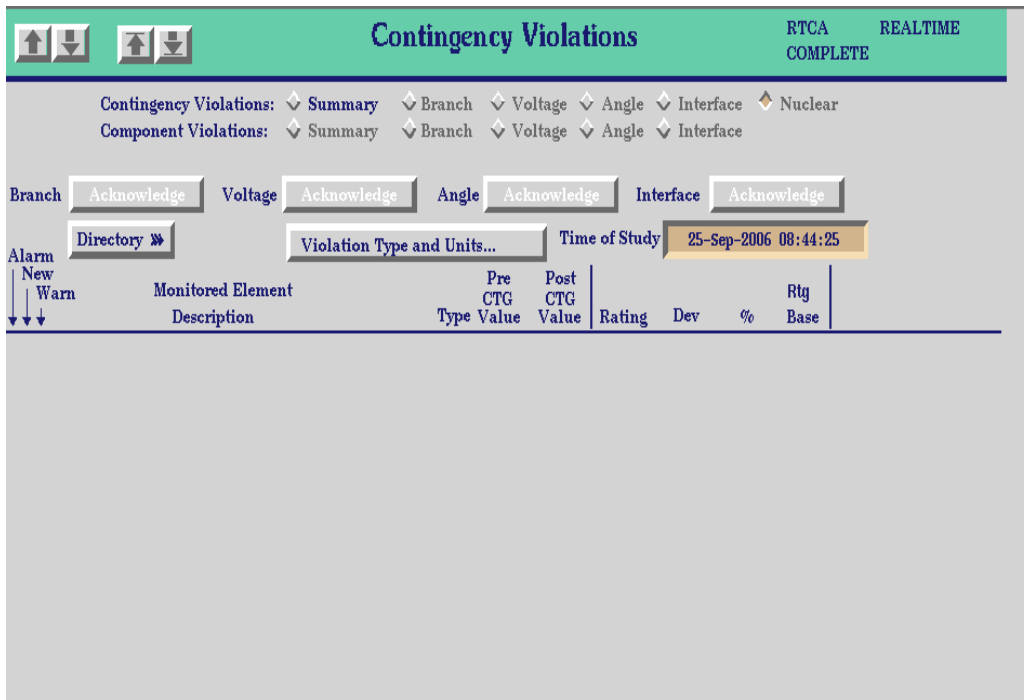 Contingency Violations
RTCA REALTIME
COMPLETE
Contingency Violations: Summary Branch Voltage Angle Interface Nuclear
Component Violations: Summary Branch Voltage Angle Interface
Branch Acknowledge Voltage Acknowledge Angle Acknowledge Interface Acknowledge
Directory >>> Violation Type and Units... Time of Study 25-Sep-2006 08:44:25
Alarm
New
Warn
Monitored Element
Description
Type
Pre
CTG
Value
Post
CTG
Value
Rating
Dev
%
Rtg
Base